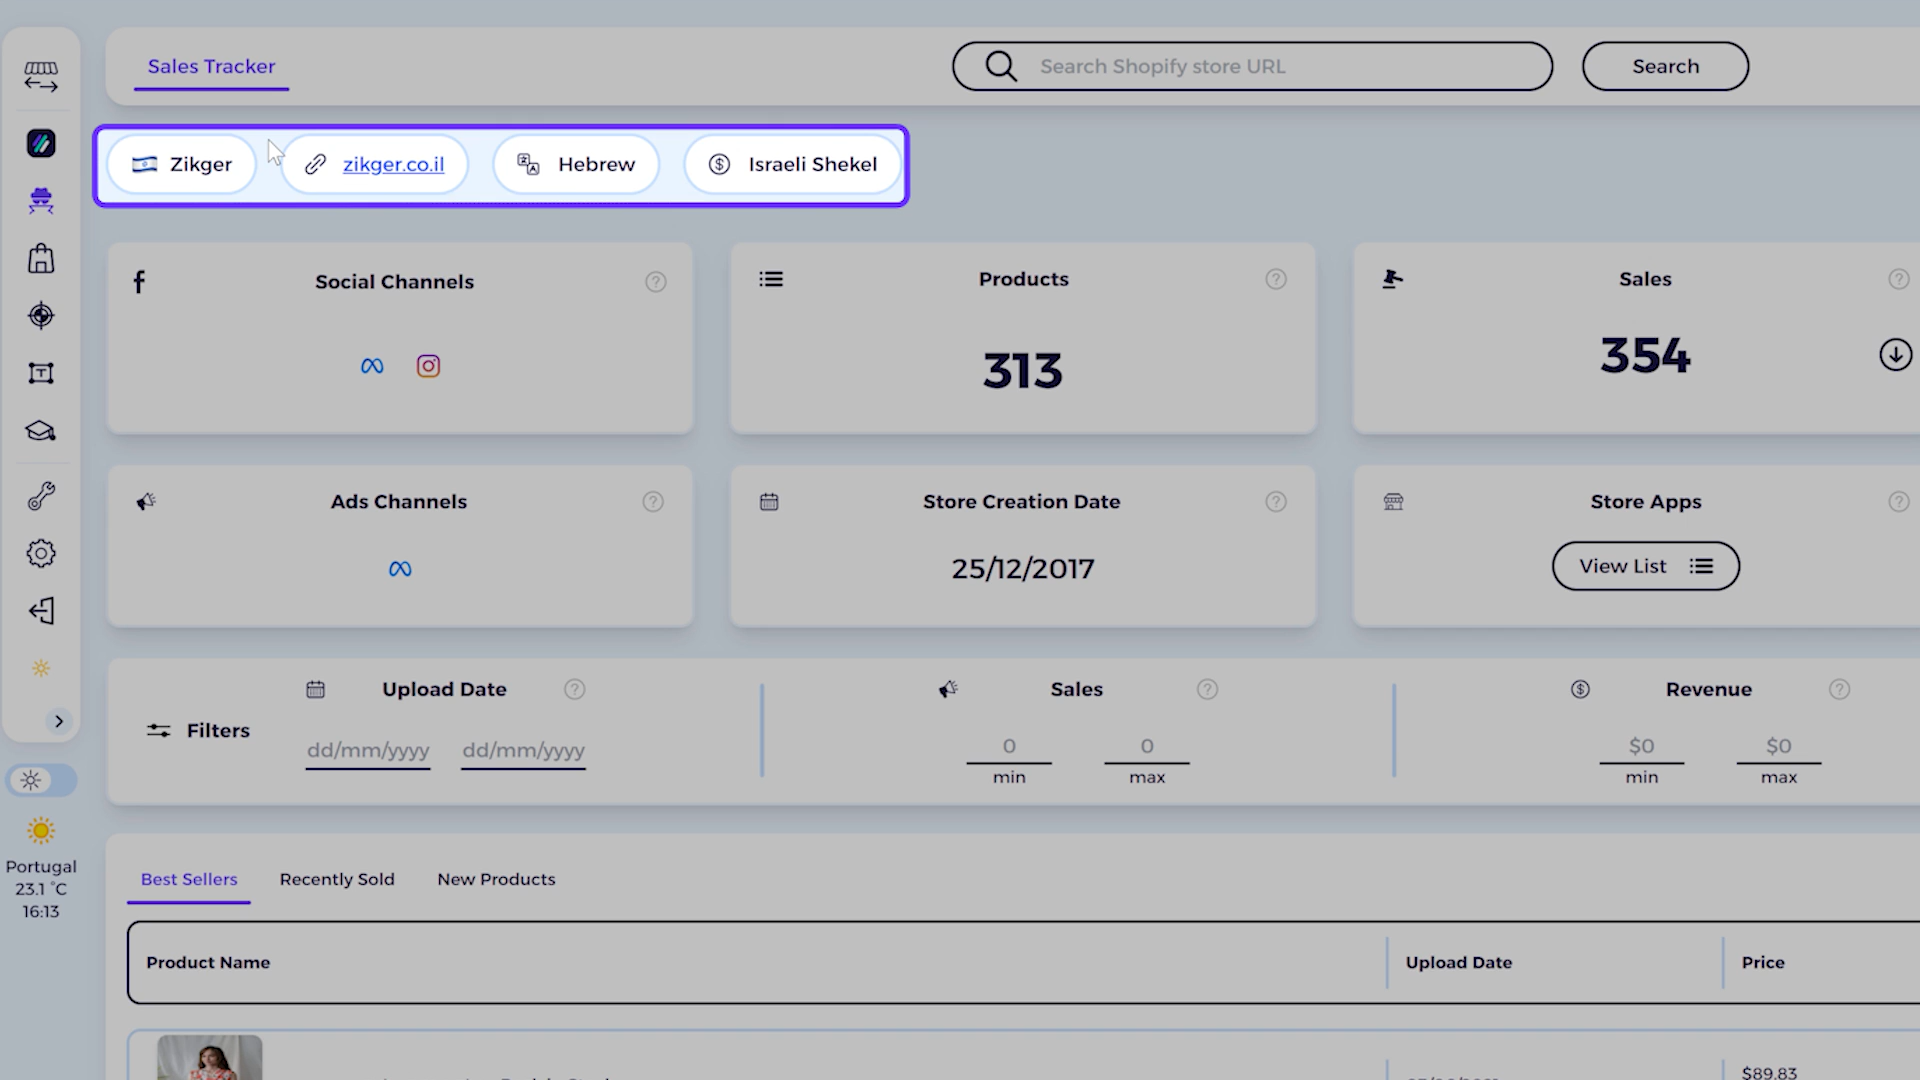 Sales Tracker
Search Shopify store URL
Search
Zikger
zikger.co.il
Hebrew
Israeli Shekel
Social Channels
Products
Sales
313
354
Ads Channels
Store Creation Date
Store Apps
25/12/2017
View List
Filters
Upload Date
dd/mm/yyyy dd/mm/yyyy
Sales
0 0
min max
Revenue
$0 $0
min max
Portugal
23.1 °C
16:13
Best Sellers Recently Sold New Products
Product Name Upload Date Price
$89.83